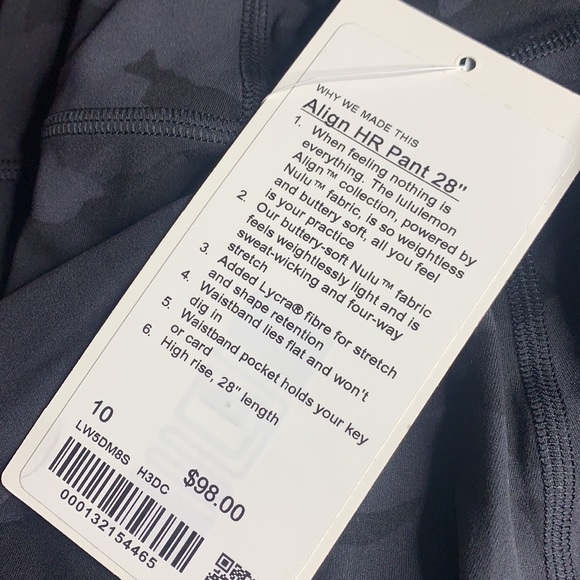 WHY WE MADE THIS
Align HR Pant 28"
1. When feeling nothing is
everything. The lululemon
Align™ collection, powered by
Nulu™ fabric, is so weightless
and buttery soft, all you feel
is your practice
2. Our buttery-soft Nulu™ fabric
feels weightlessly light and is
sweat-wicking and four-way
stretch
3. Added Lycra® fibre for stretch
and shape retention
4. Waistband lies flat and won't
dig in
5. Waistband pocket holds your key
or card
6. High rise, 28" length
10
LW5DM8S H3DC
$98.00
000132154465